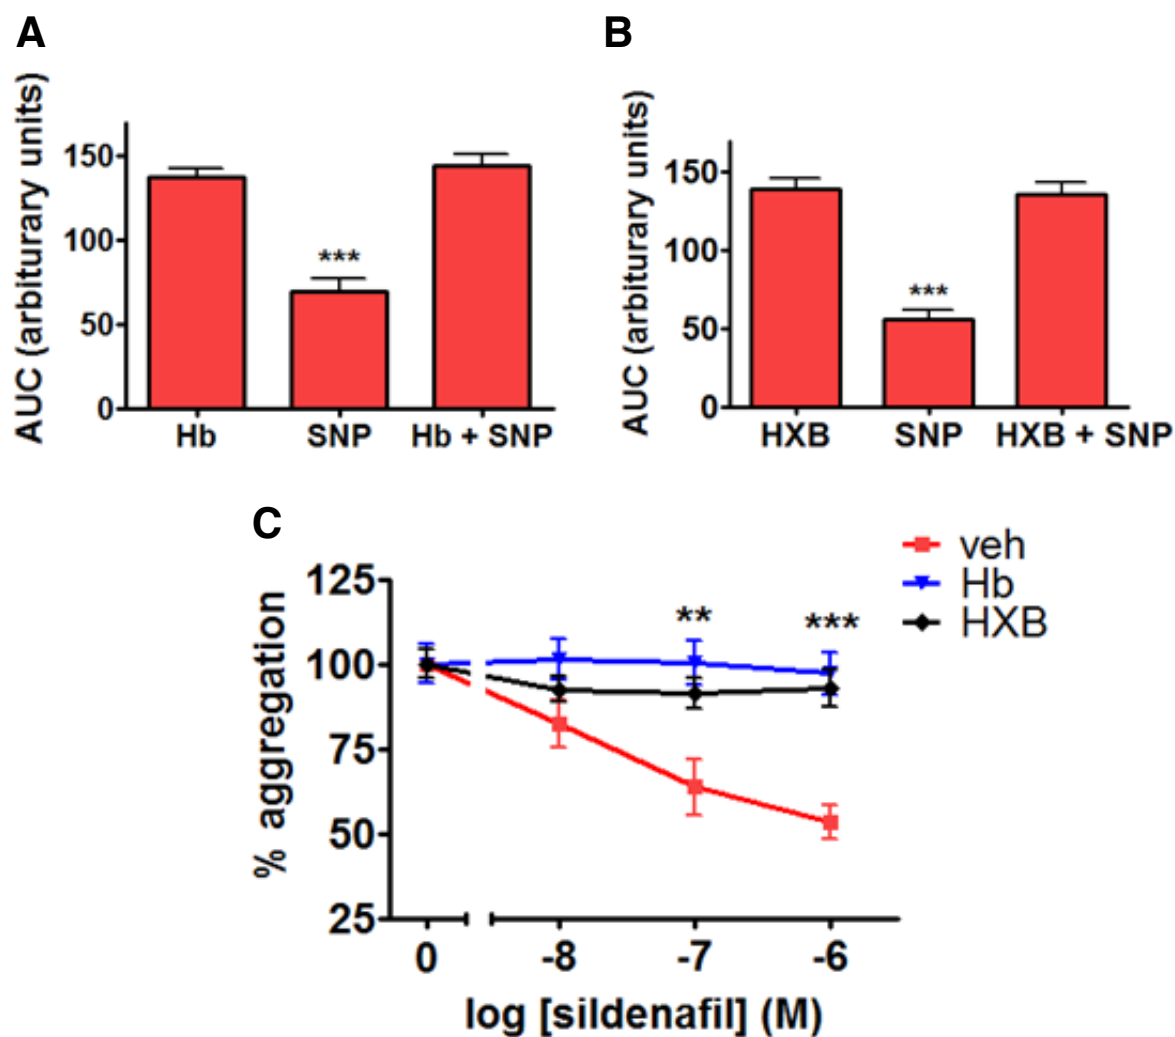 A
AUC (arbiturary units)
150
100
50
0
***
Hb SNP Hb + SNP
B
AUC (arbiturary units)
150
100
50
0
***
HXB SNP HXB + SNP
C
% aggregation
125
100
75
50
25
** ***
veh
Hb
HXB
0 -8 -7 -6
log [sildenafil] (M)